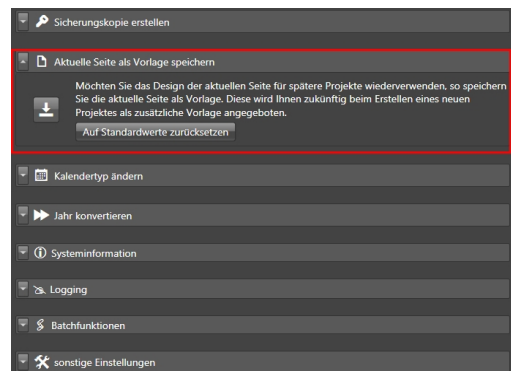 Sicherungskopie erstellen
Aktuelle Seite als Vorlage speichern
Möchten Sie das Design der aktuellen Seite für spätere Projekte wiederverwenden, so speichern
Sie die aktuelle Seite als Vorlage. Diese wird Ihnen zukünftig beim Erstellen eines neuen
Projektes als zusätzliche Vorlage angeboten.
Auf Standardwerte zurücksetzen
Kalendertyp ändern
Jahr konvertieren
Systeminformation
Logging
Batchfunktionen
sonstige Einstellungen